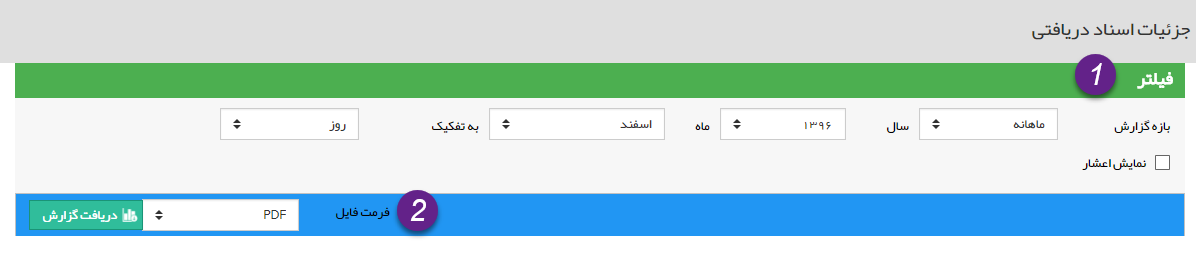 جزئیات اسناد دریافتی
فیلتر 1
بازه گزارش ماهانه سال ۱۳۹۶ ماه اسفند به تفکیک روز
نمایش اعشار
2 فرمت فایل PDF دریافت گزارش